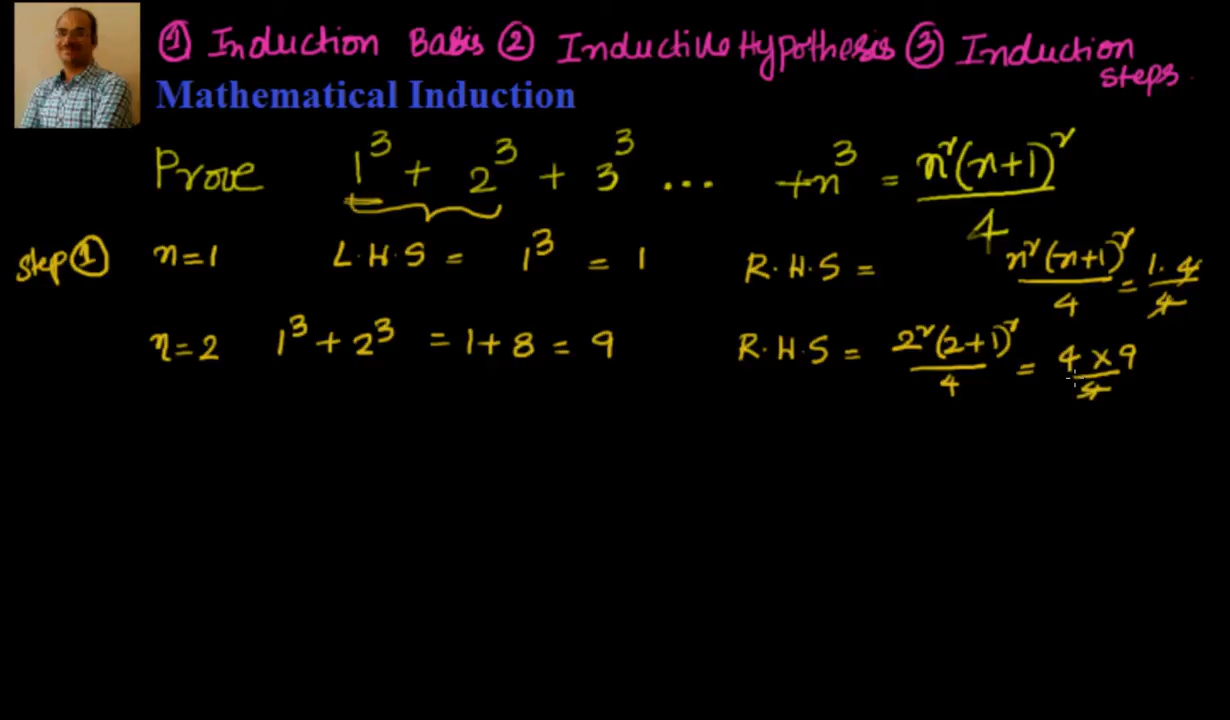 ① Induction Basis ② Inductive Hypothesis ③ Induction steps.
Mathematical Induction
Prove 1³ + 2³ + 3³ ... +n³ = n²(n+1)²/4
step ① n=1 L.H.S = 1³ = 1 R.H.S = n²(n+1)²/4 = 1.4/4
n=2 1³+2³ = 1+8 = 9 R.H.S = 2²(2+1)²/4 = 4×9/4